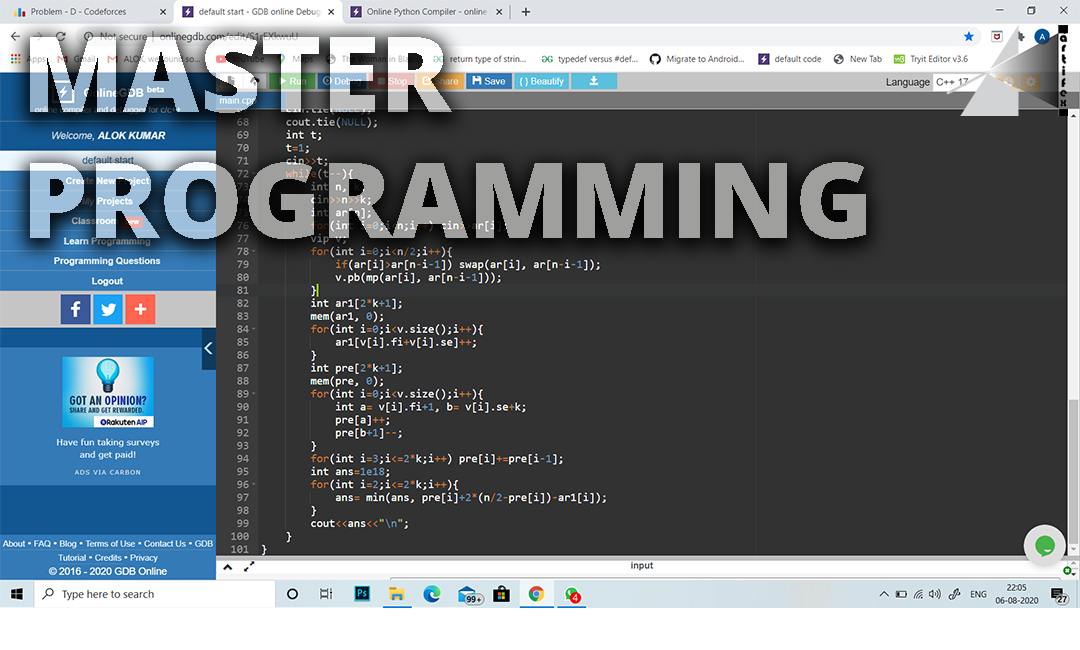 Problem - D - Codeforces
default start - GDB online Debug
Online Python Compiler - online
Not secure
onlinegdb.com/edit/
Apps
Gmail
YouTube
Maps
return type of strin...
typedef versus #def...
Migrate to Android...
default code
New Tab
Tryit Editor v3.6
MASTER
PROGRAMMING
artifex
OnlineGDB beta
online compiler and debugger for c/c++
Run
Debug
Stop
Share
Save
{ } Beautify
Language C++ 17
Welcome, ALOK KUMAR
default start
Create New Project
My Projects
Classroom new
Learn Programming
Programming Questions
Logout
GOT AN OPINION?
SHARE AND GET REWARDED.
Rakuten AIP
Have fun taking surveys
and get paid!
ADS VIA CARBON
About • FAQ • Blog • Terms of Use • Contact Us • GDB
Tutorial • Credits • Privacy
© 2016 - 2020 GDB Online
main.cpp
cin.tie(NULL);
68 cout.tie(NULL);
69 int t;
70 t=1;
71 cin>>t;
72 while(t--){
73 int n, k;
74 cin>>n>>k;
int ar[n];
76 for(int i=0;i<n;i++) cin>>ar[i];
77 vip v;
78 for(int i=0;i<n/2;i++){
79 if(ar[i]>ar[n-i-1]) swap(ar[i], ar[n-i-1]);
80 v.pb(mp(ar[i], ar[n-i-1]));
81 }
82 int ar1[2*k+1];
83 mem(ar1, 0);
84 for(int i=0;i<v.size();i++){
85 ar1[v[i].fi+v[i].se]++;
86 }
87 int pre[2*k+1];
88 mem(pre, 0);
89 for(int i=0;i<v.size();i++){
90 int a= v[i].fi+1, b= v[i].se+k;
91 pre[a]++;
92 pre[b+1]--;
93 }
94 for(int i=3;i<=2*k;i++) pre[i]+=pre[i-1];
95 int ans=1e18;
96 for(int i=2;i<=2*k;i++){
97 ans= min(ans, pre[i]+2*(n/2-pre[i])-ar1[i]);
98 }
99 cout<<ans<<"\n";
100 }
101 }
input
Type here to search
Ps
99+
4
ENG
22:05
06-08-2020
27